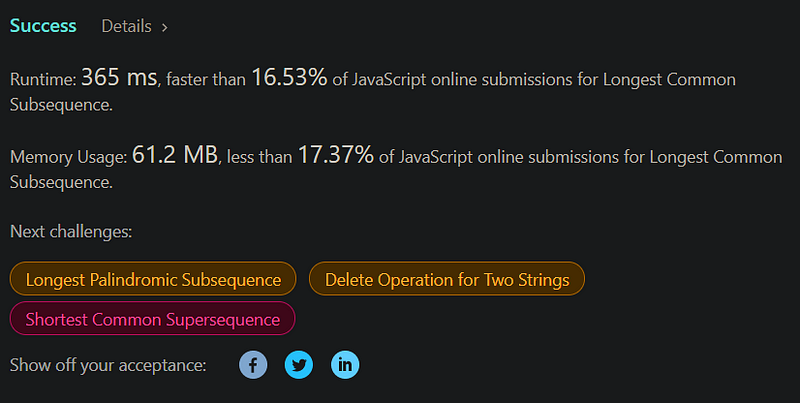 Success Details >
Runtime: 365 ms, faster than 16.53% of JavaScript online submissions for Longest Common
Subsequence.
Memory Usage: 61.2 MB, less than 17.37% of JavaScript online submissions for Longest Common
Subsequence.
Next challenges:
Longest Palindromic Subsequence Delete Operation for Two Strings
Shortest Common Supersequence
Show off your acceptance: f in